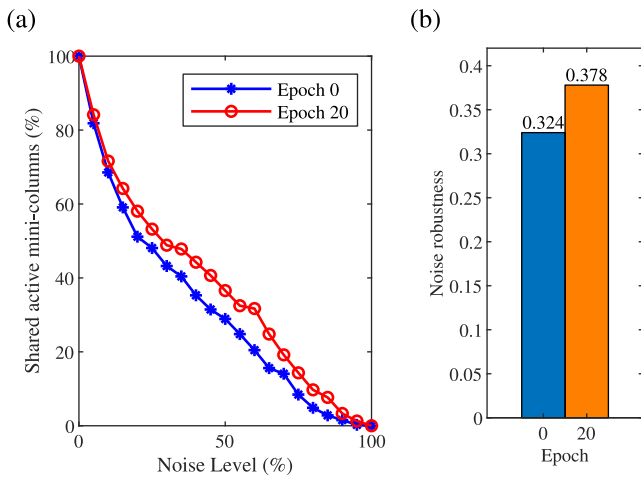 (a)
100
80
60
40
20
0
Shared active mini-columns (%)
Epoch 0
Epoch 20
0
50
100
Noise Level (%)
(b)
0.4
0.35
0.3
0.25
0.2
0.15
0.1
0.05
0
Noise robustness
0.324
0.378
0
20
Epoch